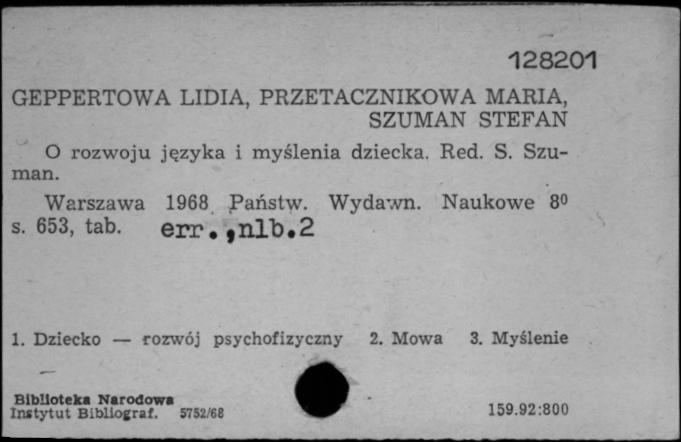 128201
GEPPERTOWA LIDIA, PRZETACZNIKOWA MARIA,
SZUMAN STEFAN
O rozwoju języka i myślenia dziecka. Red. S. Szu-
man.
Warszawa 1968. Państw. Wydawn. Naukowe 8⁰
s. 653, tab. err.,nlb.2
1. Dziecko — rozwój psychofizyczny 2. Mowa 3. Myślenie
Biblioteka Narodowa
Instytut Bibliograf. 5752/68
159.92:800